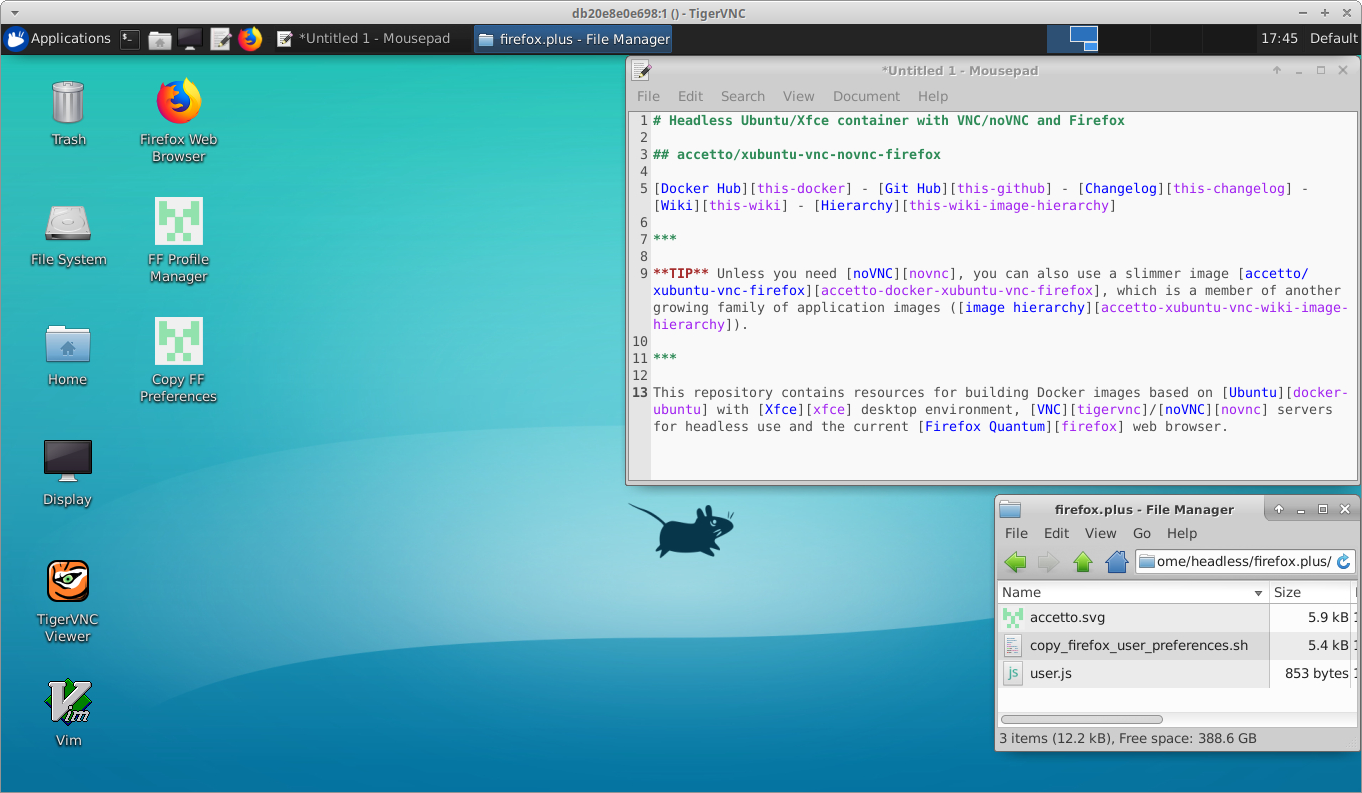 db20e8e0e698:1 () - TigerVNC
Applications
*Untitled 1 - Mousepad
firefox.plus - File Manager
17:45
Default
Trash
Firefox Web
Browser
File System
FF Profile
Manager
Home
Copy FF
Preferences
Display
TigerVNC
Viewer
Vim
*Untitled 1 - Mousepad
File Edit Search View Document Help
1 # Headless Ubuntu/Xfce container with VNC/noVNC and Firefox
2
3 ## accetto/xubuntu-vnc-novnc-firefox
4
5 [Docker Hub][this-docker] - [Git Hub][this-github] - [Changelog][this-changelog] -
[Wiki][this-wiki] - [Hierarchy][this-wiki-image-hierarchy]
6
7 ***
8
9 **TIP** Unless you need [noVNC][novnc], you can also use a slimmer image [accetto/
xubuntu-vnc-firefox][accetto-docker-xubuntu-vnc-firefox], which is a member of another
growing family of application images ([image hierarchy][accetto-xubuntu-vnc-wiki-image-
hierarchy]).
10
11 ***
12
13 This repository contains resources for building Docker images based on [Ubuntu][docker-
ubuntu] with [Xfce][xfce] desktop environment, [VNC][tigervnc]/[noVNC][novnc] servers
for headless use and the current [Firefox Quantum][firefox] web browser.
firefox.plus - File Manager
File Edit View Go Help
ome/headless/firefox.plus/
Name Size
accetto.svg 5.9 kB
copy_firefox_user_preferences.sh 5.4 kB
js user.js 853 bytes
3 items (12.2 kB), Free space: 388.6 GB